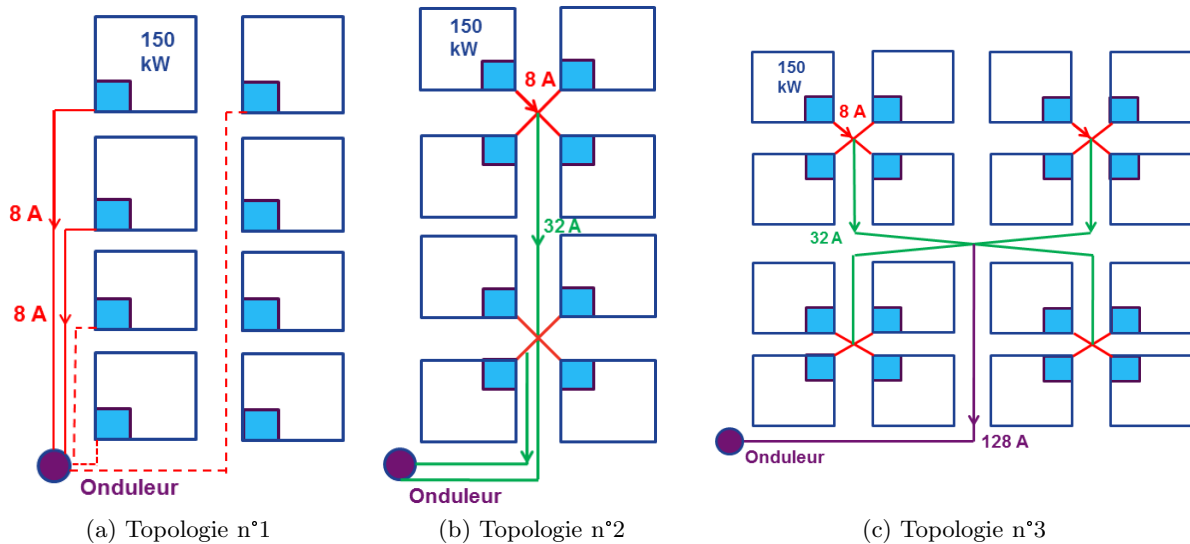 150
kW
8 A
8 A
Onduleur
(a) Topologie n°1
150
kW
8 A
32 A
Onduleur
(b) Topologie n°2
150
kW
8 A
32 A
128 A
Onduleur
(c) Topologie n°3